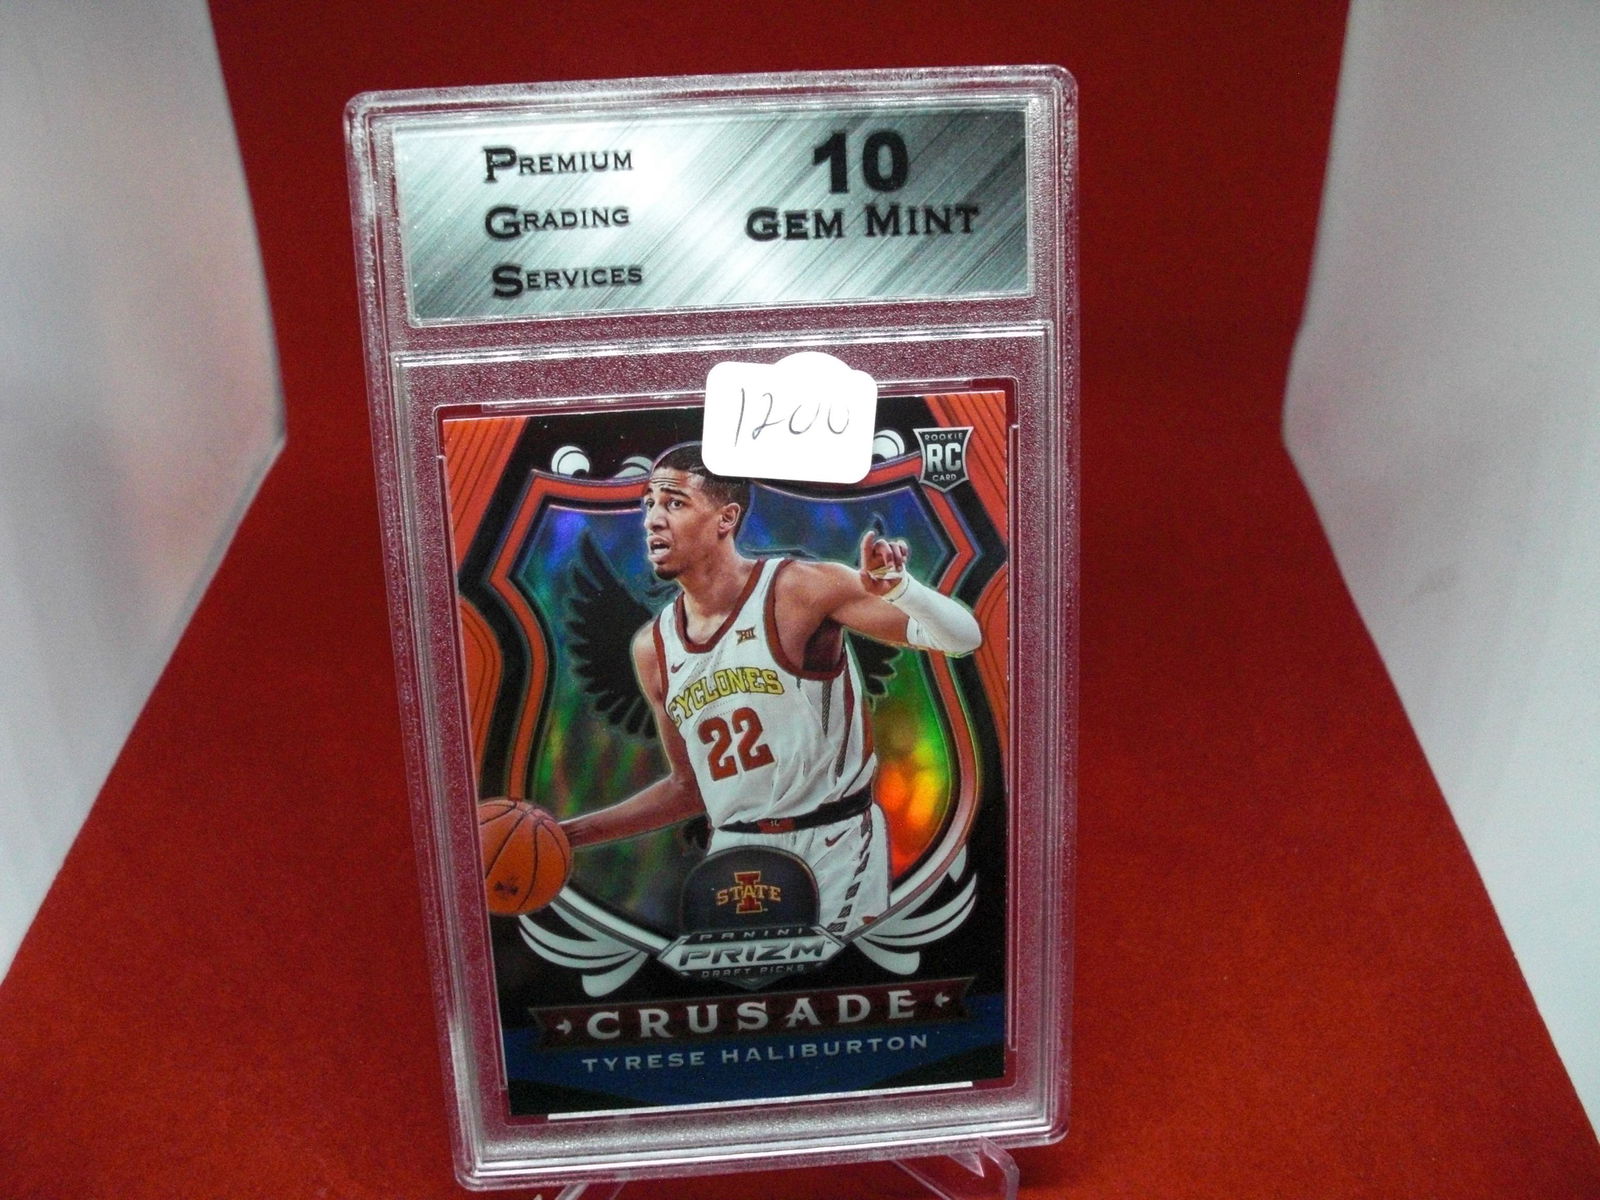 PREMIUM
GRADING
SERVICES
10
GEM MINT
1200
ROOKIE
RC
CARD
XII
CYCLONES
22
STATE
I
PANINI
PRIZM
DRAFT PICKS
CRUSADE
TYRESE HALIBURTON